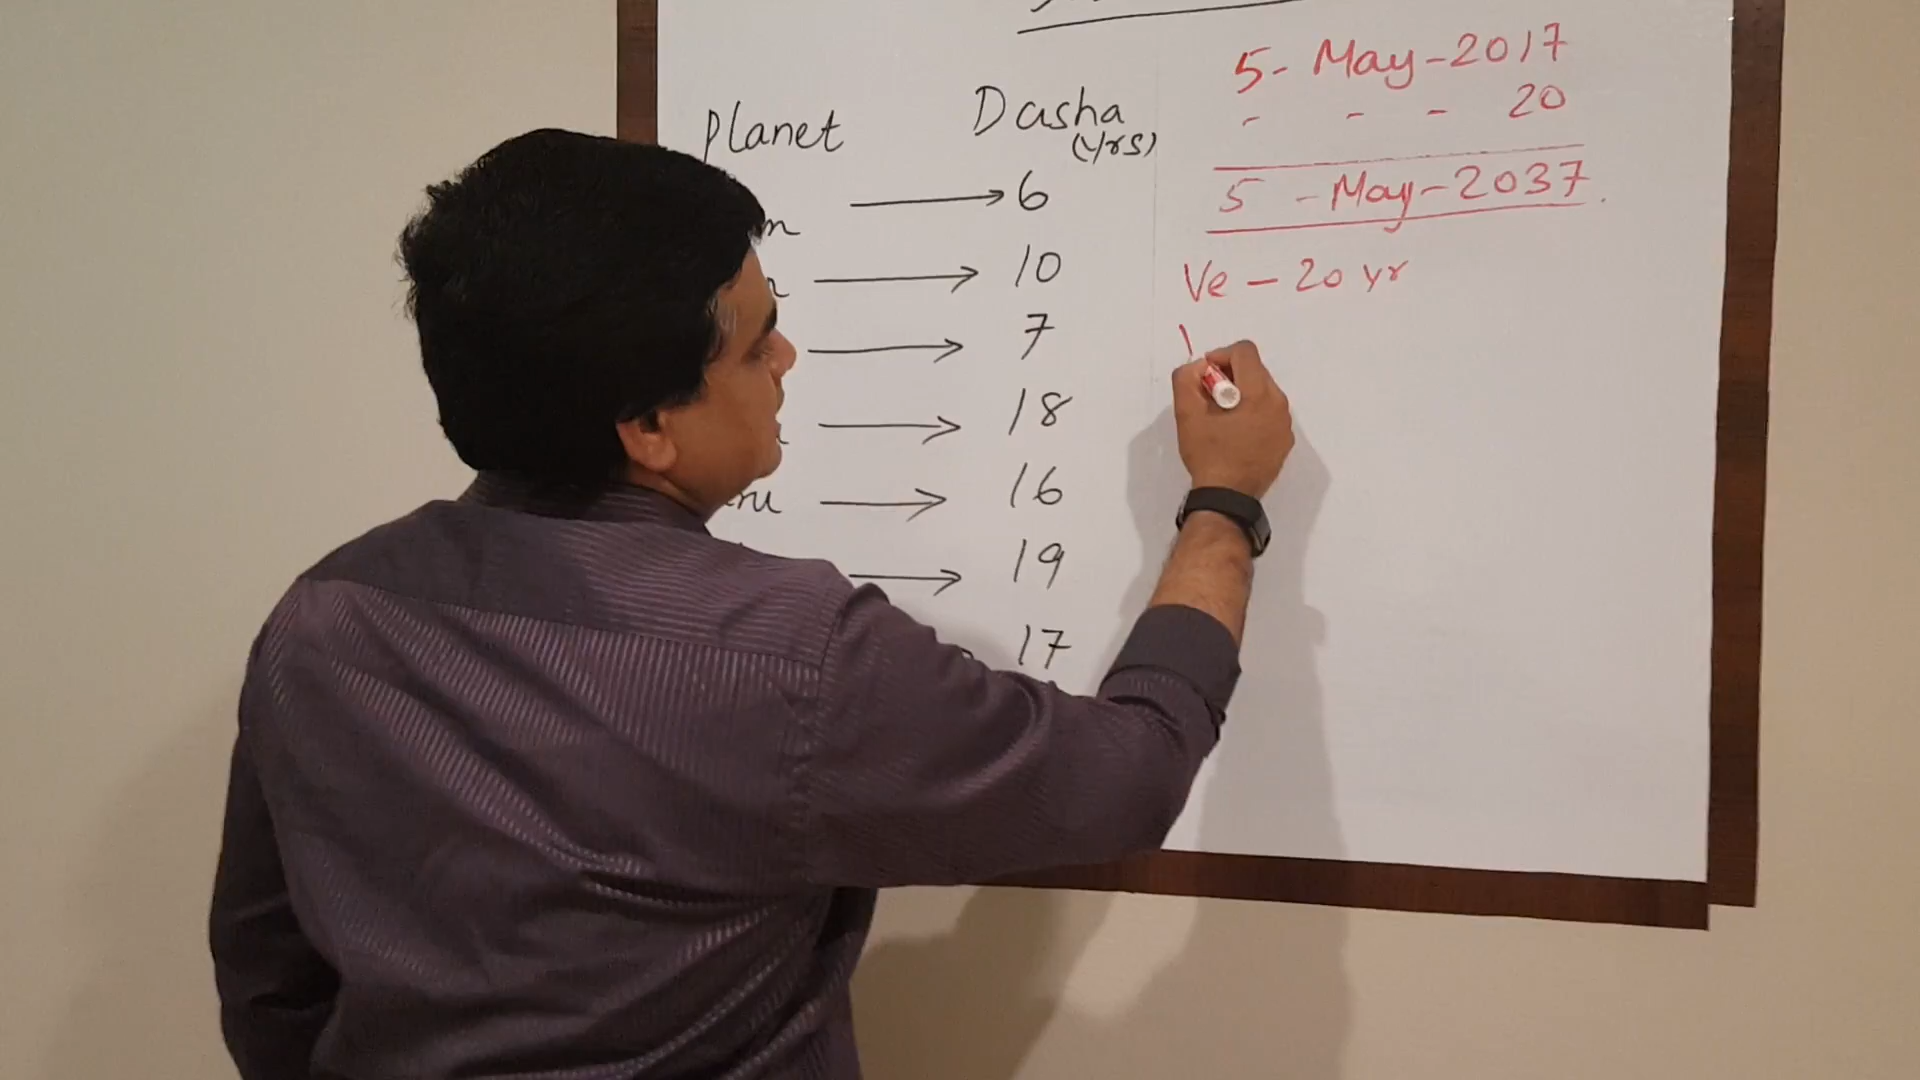 Planet Dasha
(Yrs)
→ 6
→ 10
→ 7
→ 18
→ 16
→ 19
17
5- May-2017
- - - 20
5 -May-2037.
Ve - 20 yr